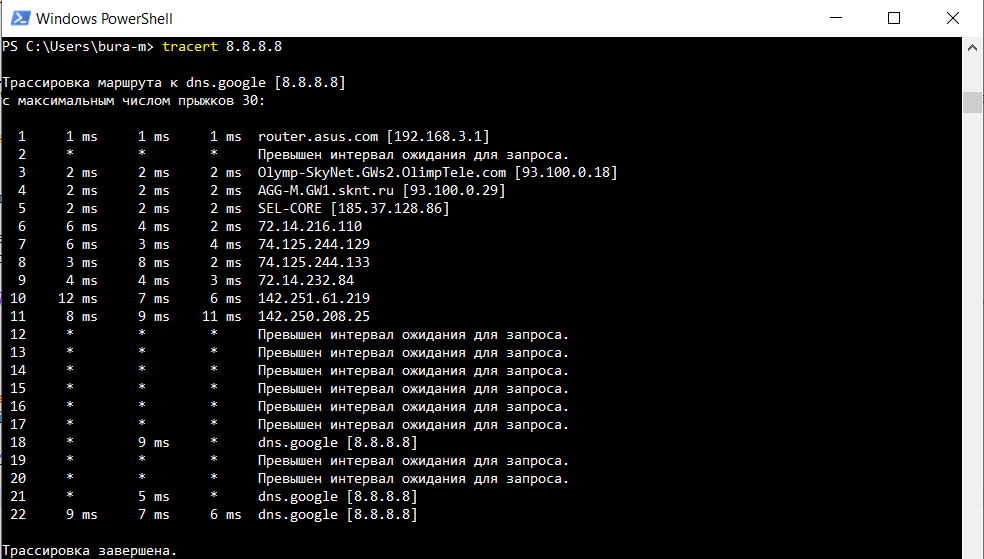 Windows PowerShell
PS C:\Users\bura-m> tracert 8.8.8.8
Трассировка маршрута к dns.google [8.8.8.8]
с максимальным числом прыжков 30:
1 1 ms 1 ms 1 ms router.asus.com [192.168.3.1]
2 * * * Превышен интервал ожидания для запроса.
3 2 ms 2 ms 2 ms Olymp-SkyNet.GWs2.OlimpTele.com [93.100.0.18]
4 2 ms 2 ms 2 ms AGG-M.GW1.sknt.ru [93.100.0.29]
5 2 ms 2 ms 2 ms SEL-CORE [185.37.128.86]
6 6 ms 4 ms 2 ms 72.14.216.110
7 6 ms 3 ms 4 ms 74.125.244.129
8 3 ms 8 ms 2 ms 74.125.244.133
9 4 ms 4 ms 3 ms 72.14.232.84
10 12 ms 7 ms 6 ms 142.251.61.219
11 8 ms 9 ms 11 ms 142.250.208.25
12 * * * Превышен интервал ожидания для запроса.
13 * * * Превышен интервал ожидания для запроса.
14 * * * Превышен интервал ожидания для запроса.
15 * * * Превышен интервал ожидания для запроса.
16 * * * Превышен интервал ожидания для запроса.
17 * * * Превышен интервал ожидания для запроса.
18 * 9 ms * dns.google [8.8.8.8]
19 * * * Превышен интервал ожидания для запроса.
20 * * * Превышен интервал ожидания для запроса.
21 * 5 ms * dns.google [8.8.8.8]
22 9 ms 7 ms 6 ms dns.google [8.8.8.8]
Трассировка завершена.